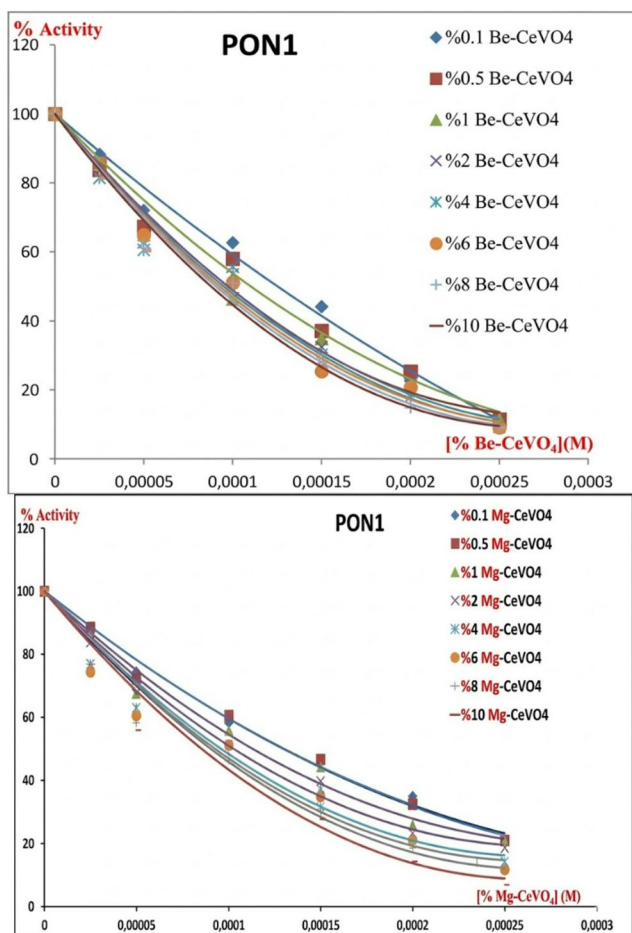 % Activity
PON1
120
100
80
60
40
20
0
%0.1 Be-CeVO4
%0.5 Be-CeVO4
%1 Be-CeVO4
%2 Be-CeVO4
%4 Be-CeVO4
%6 Be-CeVO4
%8 Be-CeVO4
%10 Be-CeVO4
[% Be-CeVO₄](M)
0 0,00005 0,0001 0,00015 0,0002 0,00025 0,0003
% Activity
PON1
120
100
80
60
40
20
0
%0.1 Mg-CeVO4
%0.5 Mg-CeVO4
%1 Mg-CeVO4
%2 Mg-CeVO4
%4 Mg-CeVO4
%6 Mg-CeVO4
%8 Mg-CeVO4
%10 Mg-CeVO4
[% Mg-CeVO₄] (M)
0 0,00005 0,0001 0,00015 0,0002 0,00025 0,0003